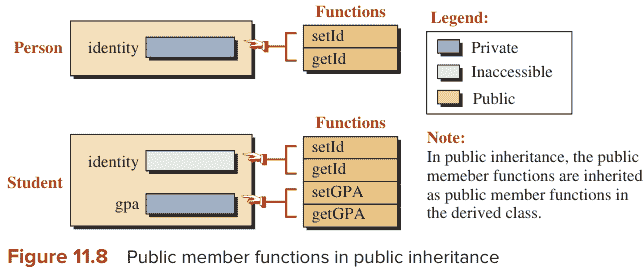 Functions
Legend:
Person
identity
setId
getId
Private
Inaccessible
Public
Functions
Student
identity
gpa
setId
getId
setGPA
getGPA
Note:
In public inheritance, the public
memeber functions are inherited
as public member functions in
the derived class.
Figure 11.8 Public member functions in public inheritance